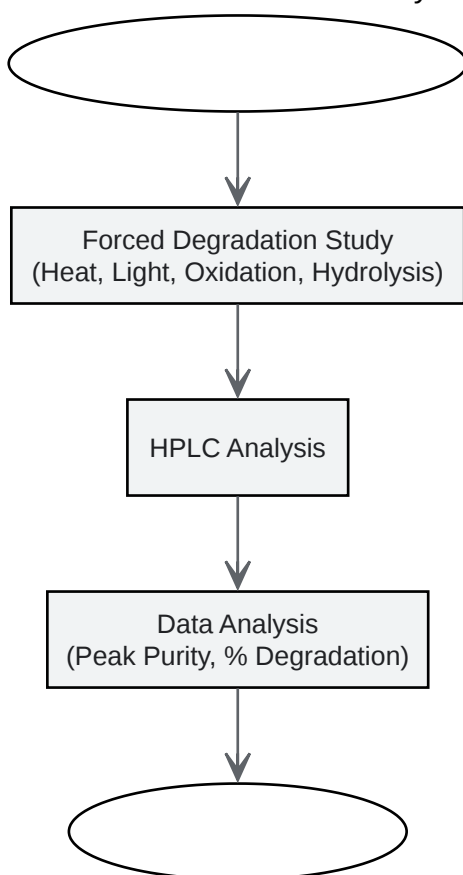 Forced Degradation Study
(Heat, Light, Oxidation, Hydrolysis)
HPLC Analysis
Data Analysis
(Peak Purity, % Degradation)